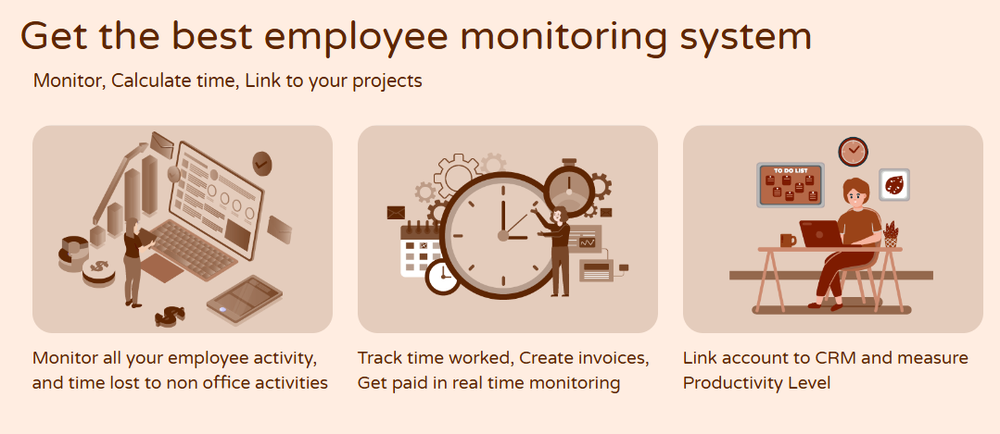 Get the best employee monitoring system
Monitor, Calculate time, Link to your projects
TO DO LIST
Monitor all your employee activity,
and time lost to non office activities
Track time worked, Create invoices,
Get paid in real time monitoring
Link account to CRM and measure
Productivity Level